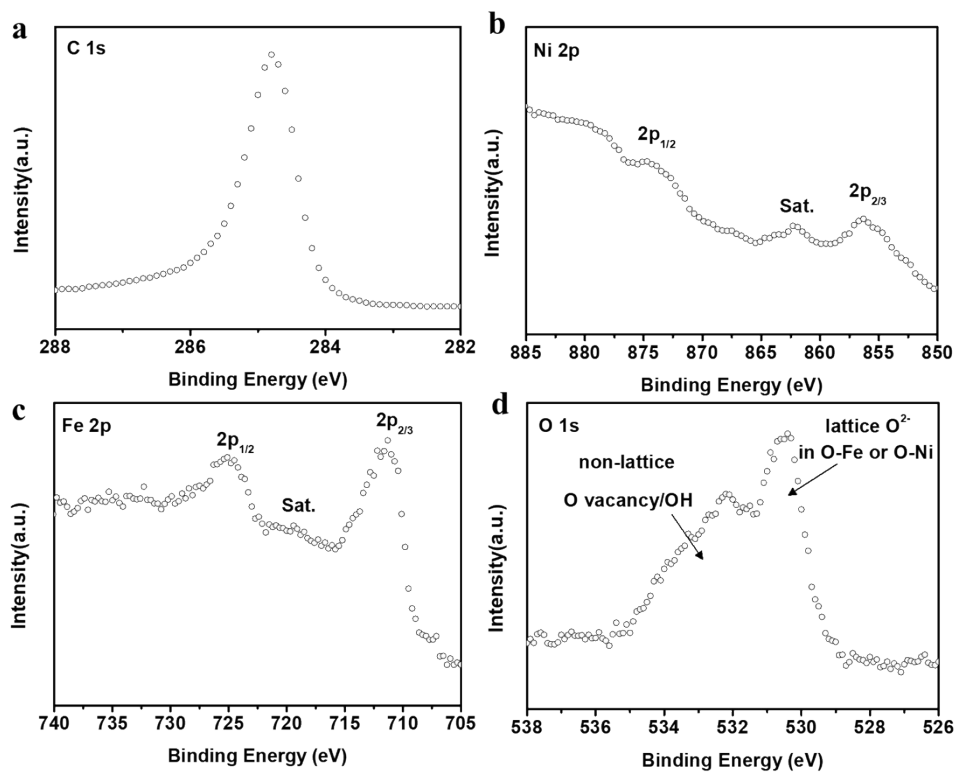 a
C 1s
Intensity(a.u.)
288
286
284
282
Binding Energy (eV)
b
Ni 2p
2p1/2
Sat.
2p2/3
Intensity(a.u.)
885
880
875
870
865
860
855
850
Binding Energy (eV)
c
Fe 2p
2p1/2
Sat.
2p2/3
Intensity(a.u.)
740
735
730
725
720
715
710
705
Binding Energy (eV)
d
O 1s
non-lattice
O vacancy/OH
lattice O2-
in O-Fe or O-Ni
Intensity(a.u.)
538
536
534
532
530
528
526
Binding Energy (eV)